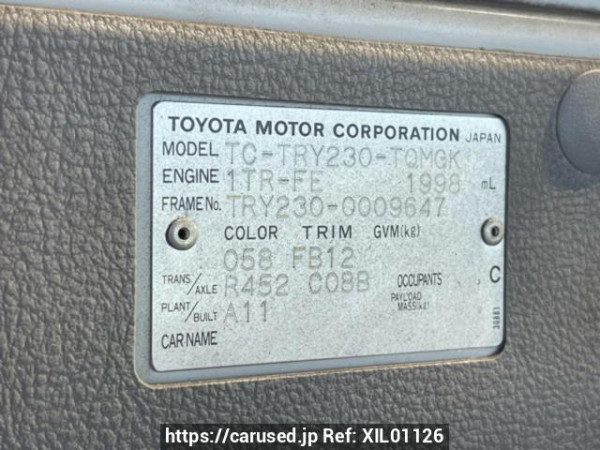 TOYOTA MOTOR CORPORATION JAPAN
MODEL TC-TRY230-TQMGK
ENGINE 1TR-FE 1998 mL
FRAME No. TRY230-0009647
COLOR TRIM GVM(kg)
058 FB12
TRANS/AXLE R452 C08B OCCUPANTS , C
PLANT/BUILT A11 PAYLOAD MASS(kg)
CAR NAME
https://carused.jp Ref: XIL01126